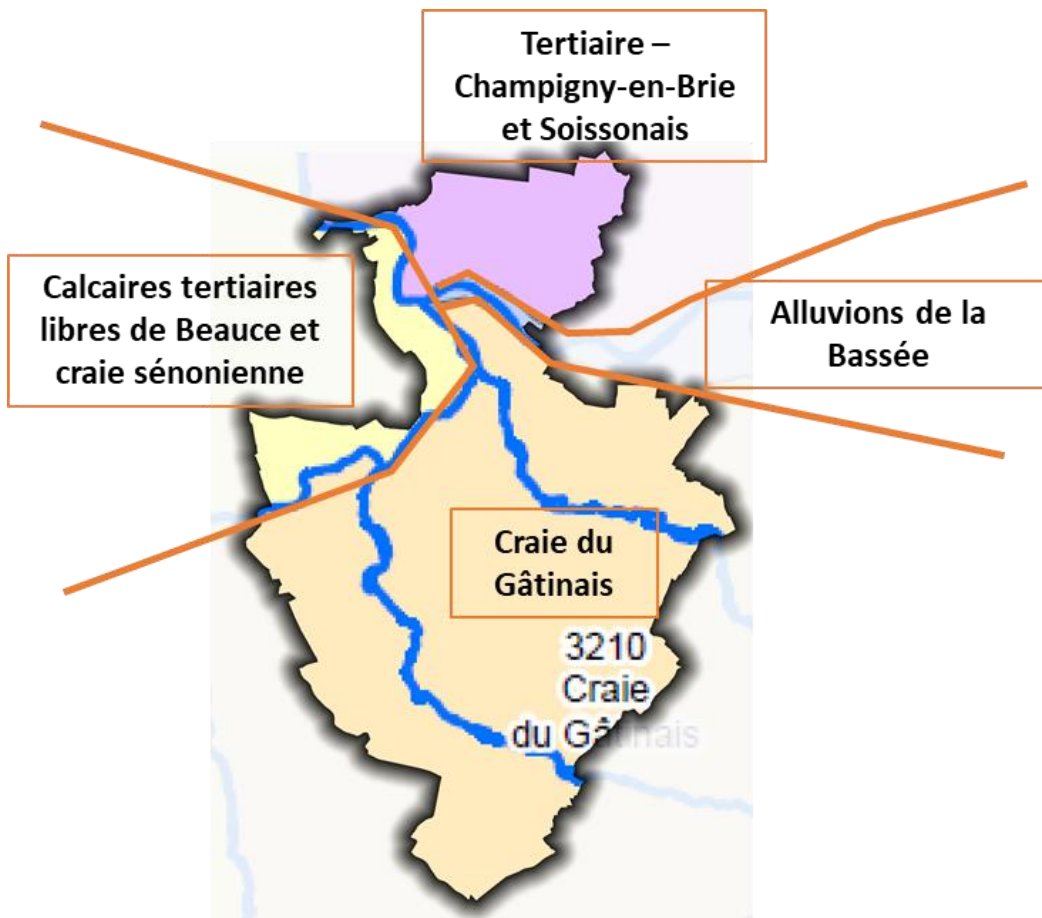 Tertiaire –
Champigny-en-Brie
et Soissonais
Calcaires tertiaires
libres de Beauce et
craie sénonienne
Alluvions de la
Bassée
Craie du
Gâtinais
3210
Craie
du Gâtinais